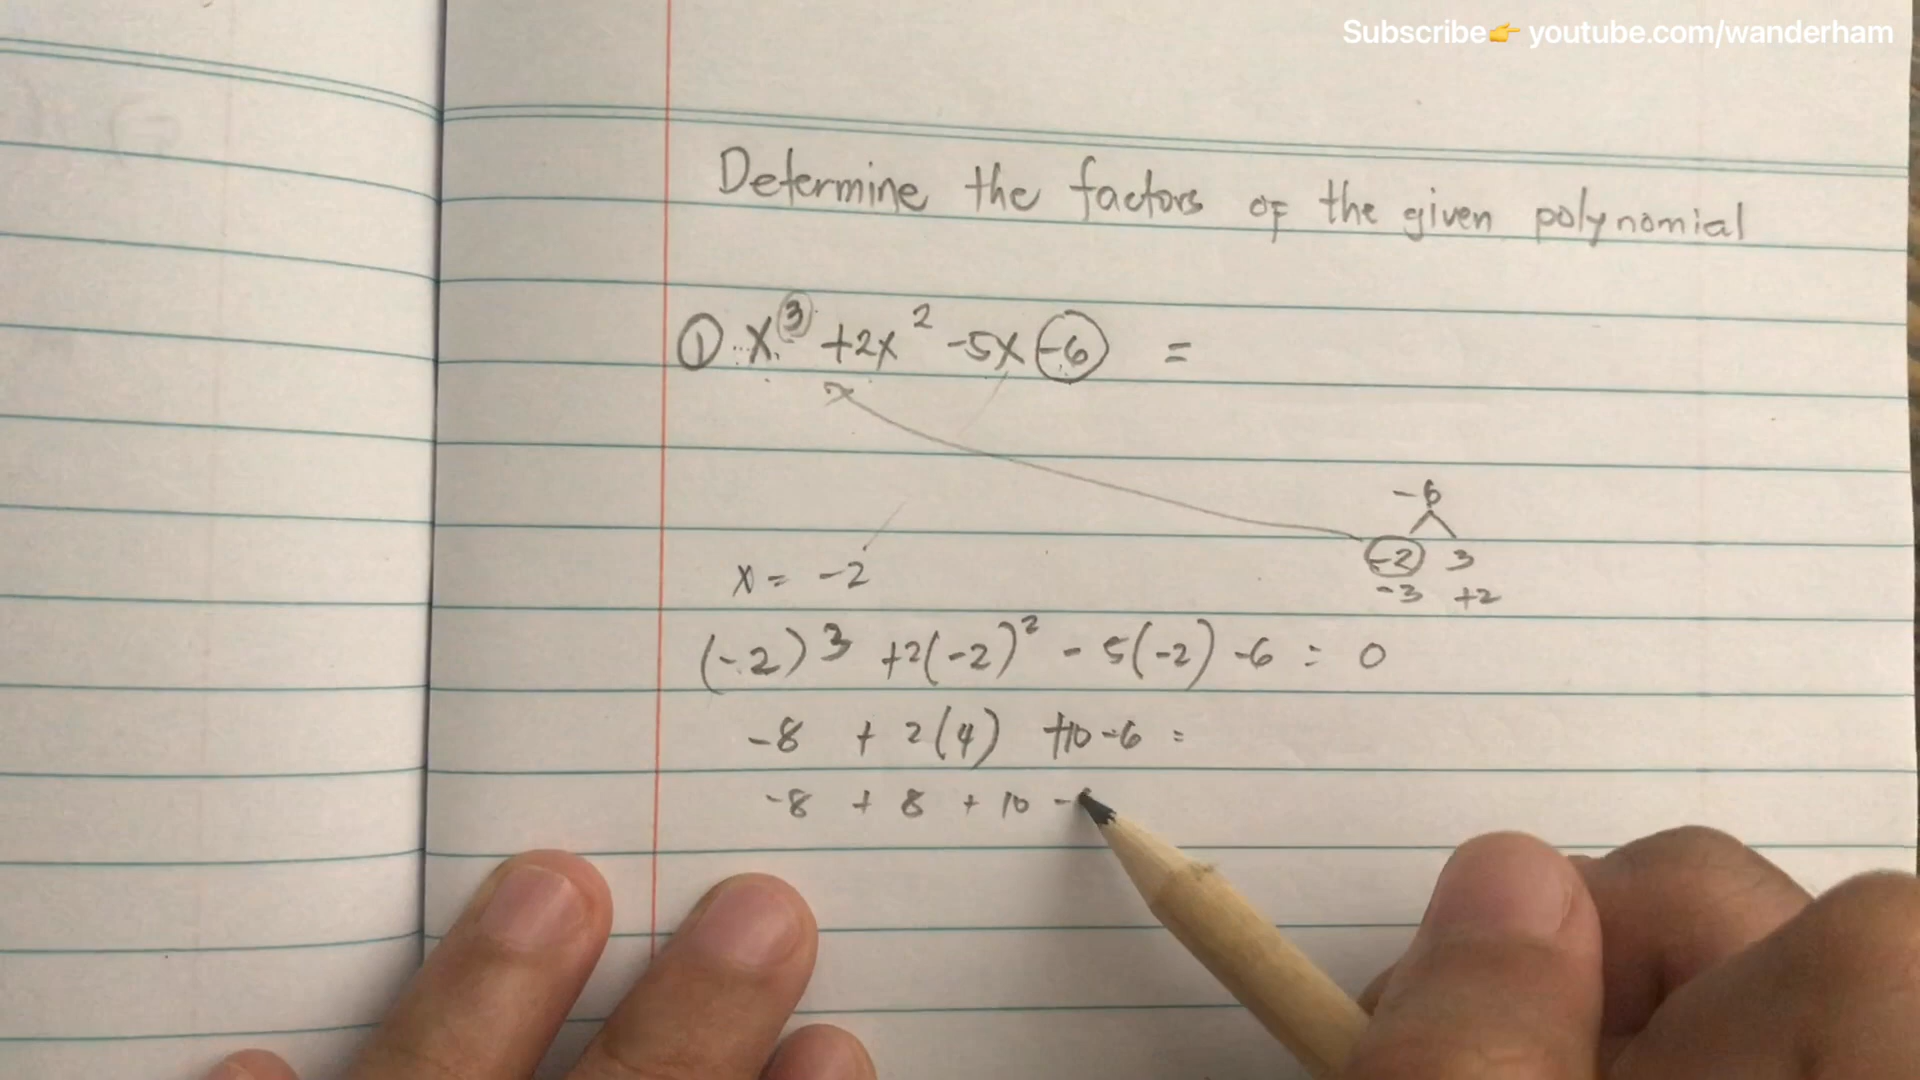 Subscribe👉 youtube.com/wanderham
Determine the factors of the given polynomial
① x³ +2x² -5x -6 =
-6
-2 3
-3 +2
x = -2
(-2)³ +2(-2)² - 5(-2) -6 = 0
-8 + 2(4) +10 -6 =
-8 + 8 + 10 -